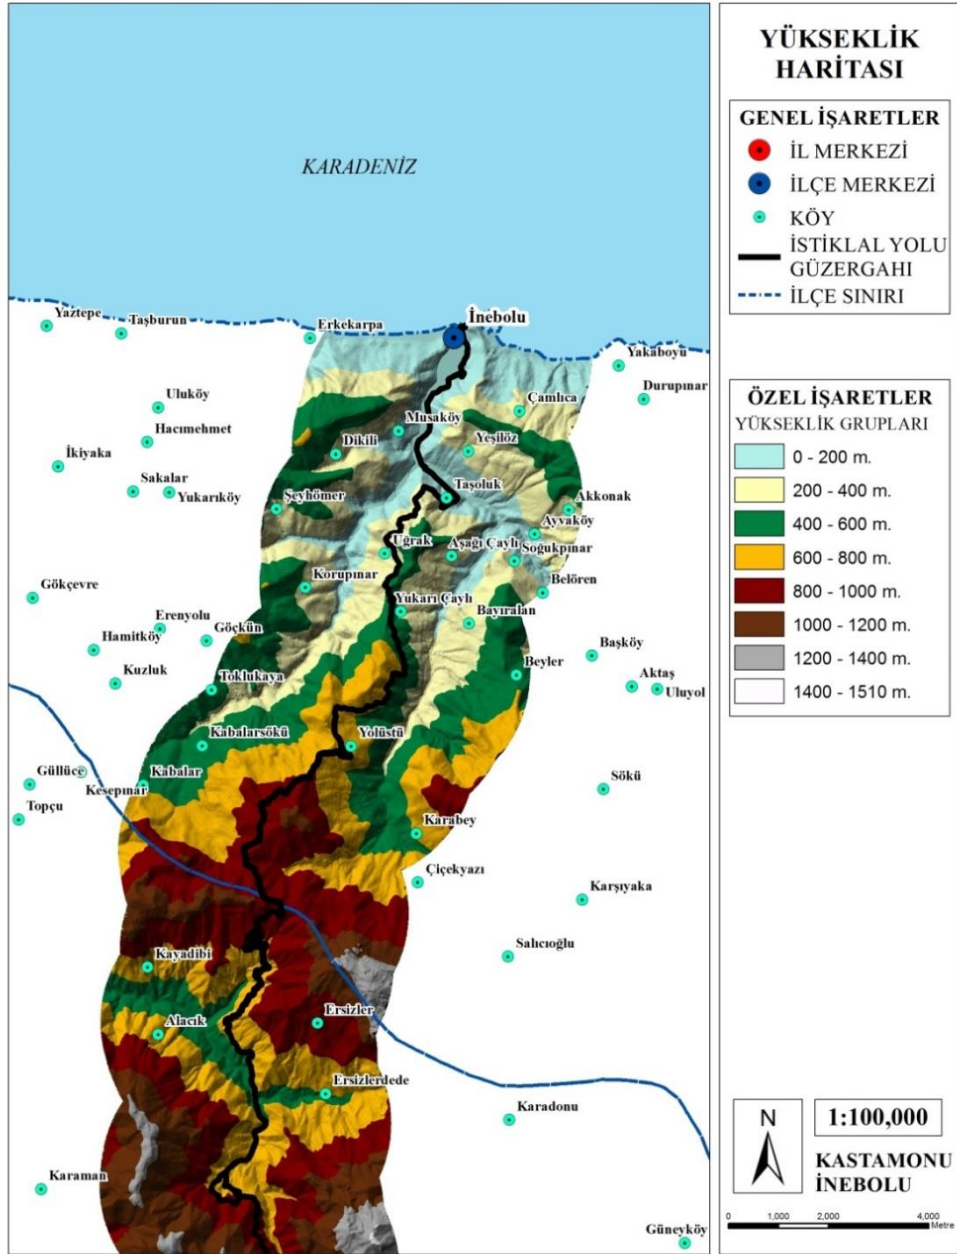 KARADENİZ
İnebolu
Yaztepe
Taşburun
Erkekarpa
Yakaboyu
Durupınar
Uluköy
Çamlıca
Musaköy
Hacımehmet
Dikili
Yeşilöz
İkiyaka
Sakalar
Yukarıköy
Taşoluk
Şeyhömer
Akkonak
Ayvaköy
Uğrak
Aşağı Çaylı
Soğukpınar
Korupınar
Belören
Gökçevre
Yukarı Çaylı
Erenyolu
Bayıralan
Hamitköy
Göçkün
Başköy
Kuzluk
Toklukaya
Beyler
Aktaş
Uluyol
Kabalarsökü
Yolüstü
Güllüce
Kesepınar
Kabalar
Sökü
Topçu
Karabey
Çiçekyazı
Karşıyaka
Salıcıoğlu
Kayadibi
Ersizler
Alacık
Ersizlerdede
Karadonu
Karaman
Güneyköy
YÜKSEKLİK
HARİTASI
GENEL İŞARETLER
İL MERKEZİ
İLÇE MERKEZİ
KÖY
İSTİKLAL YOLU
GÜZERGAHI
İLÇE SINIRI
ÖZEL İŞARETLER
YÜKSEKLİK GRUPLARI
0 - 200 m.
200 - 400 m.
400 - 600 m.
600 - 800 m.
800 - 1000 m.
1000 - 1200 m.
1200 - 1400 m.
1400 - 1510 m.
N
1:100,000
KASTAMONU
İNEBOLU
0 1,000 2,000 4,000
Metre